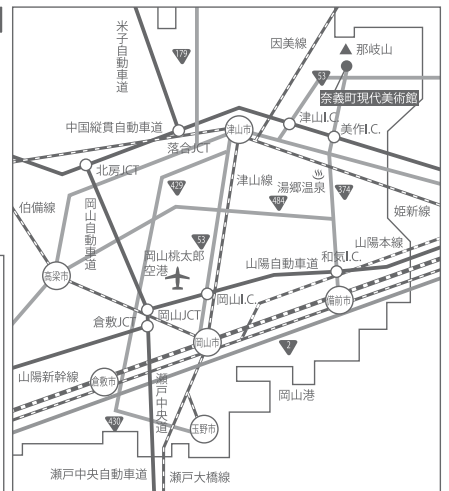 因美線
米子自動車道
179
那岐山
53
奈義町現代美術館
中国縦貫自動車道
津山市
津山I.C.
美作I.C.
落合JCT
北房JCT
津山線
湯郷温泉
429
374
484
姫新線
伯備線
岡山自動車道
53
山陽本線
岡山桃太郎
空港
山陽自動車道
和気I.C.
高梁市
岡山I.C.
備前市
岡山JCT
倉敷JCT
岡山市
2
山陽新幹線
倉敷市
瀬戸中央道
岡山港
430
玉野市
瀬戸中央自動車道
瀬戸大橋線